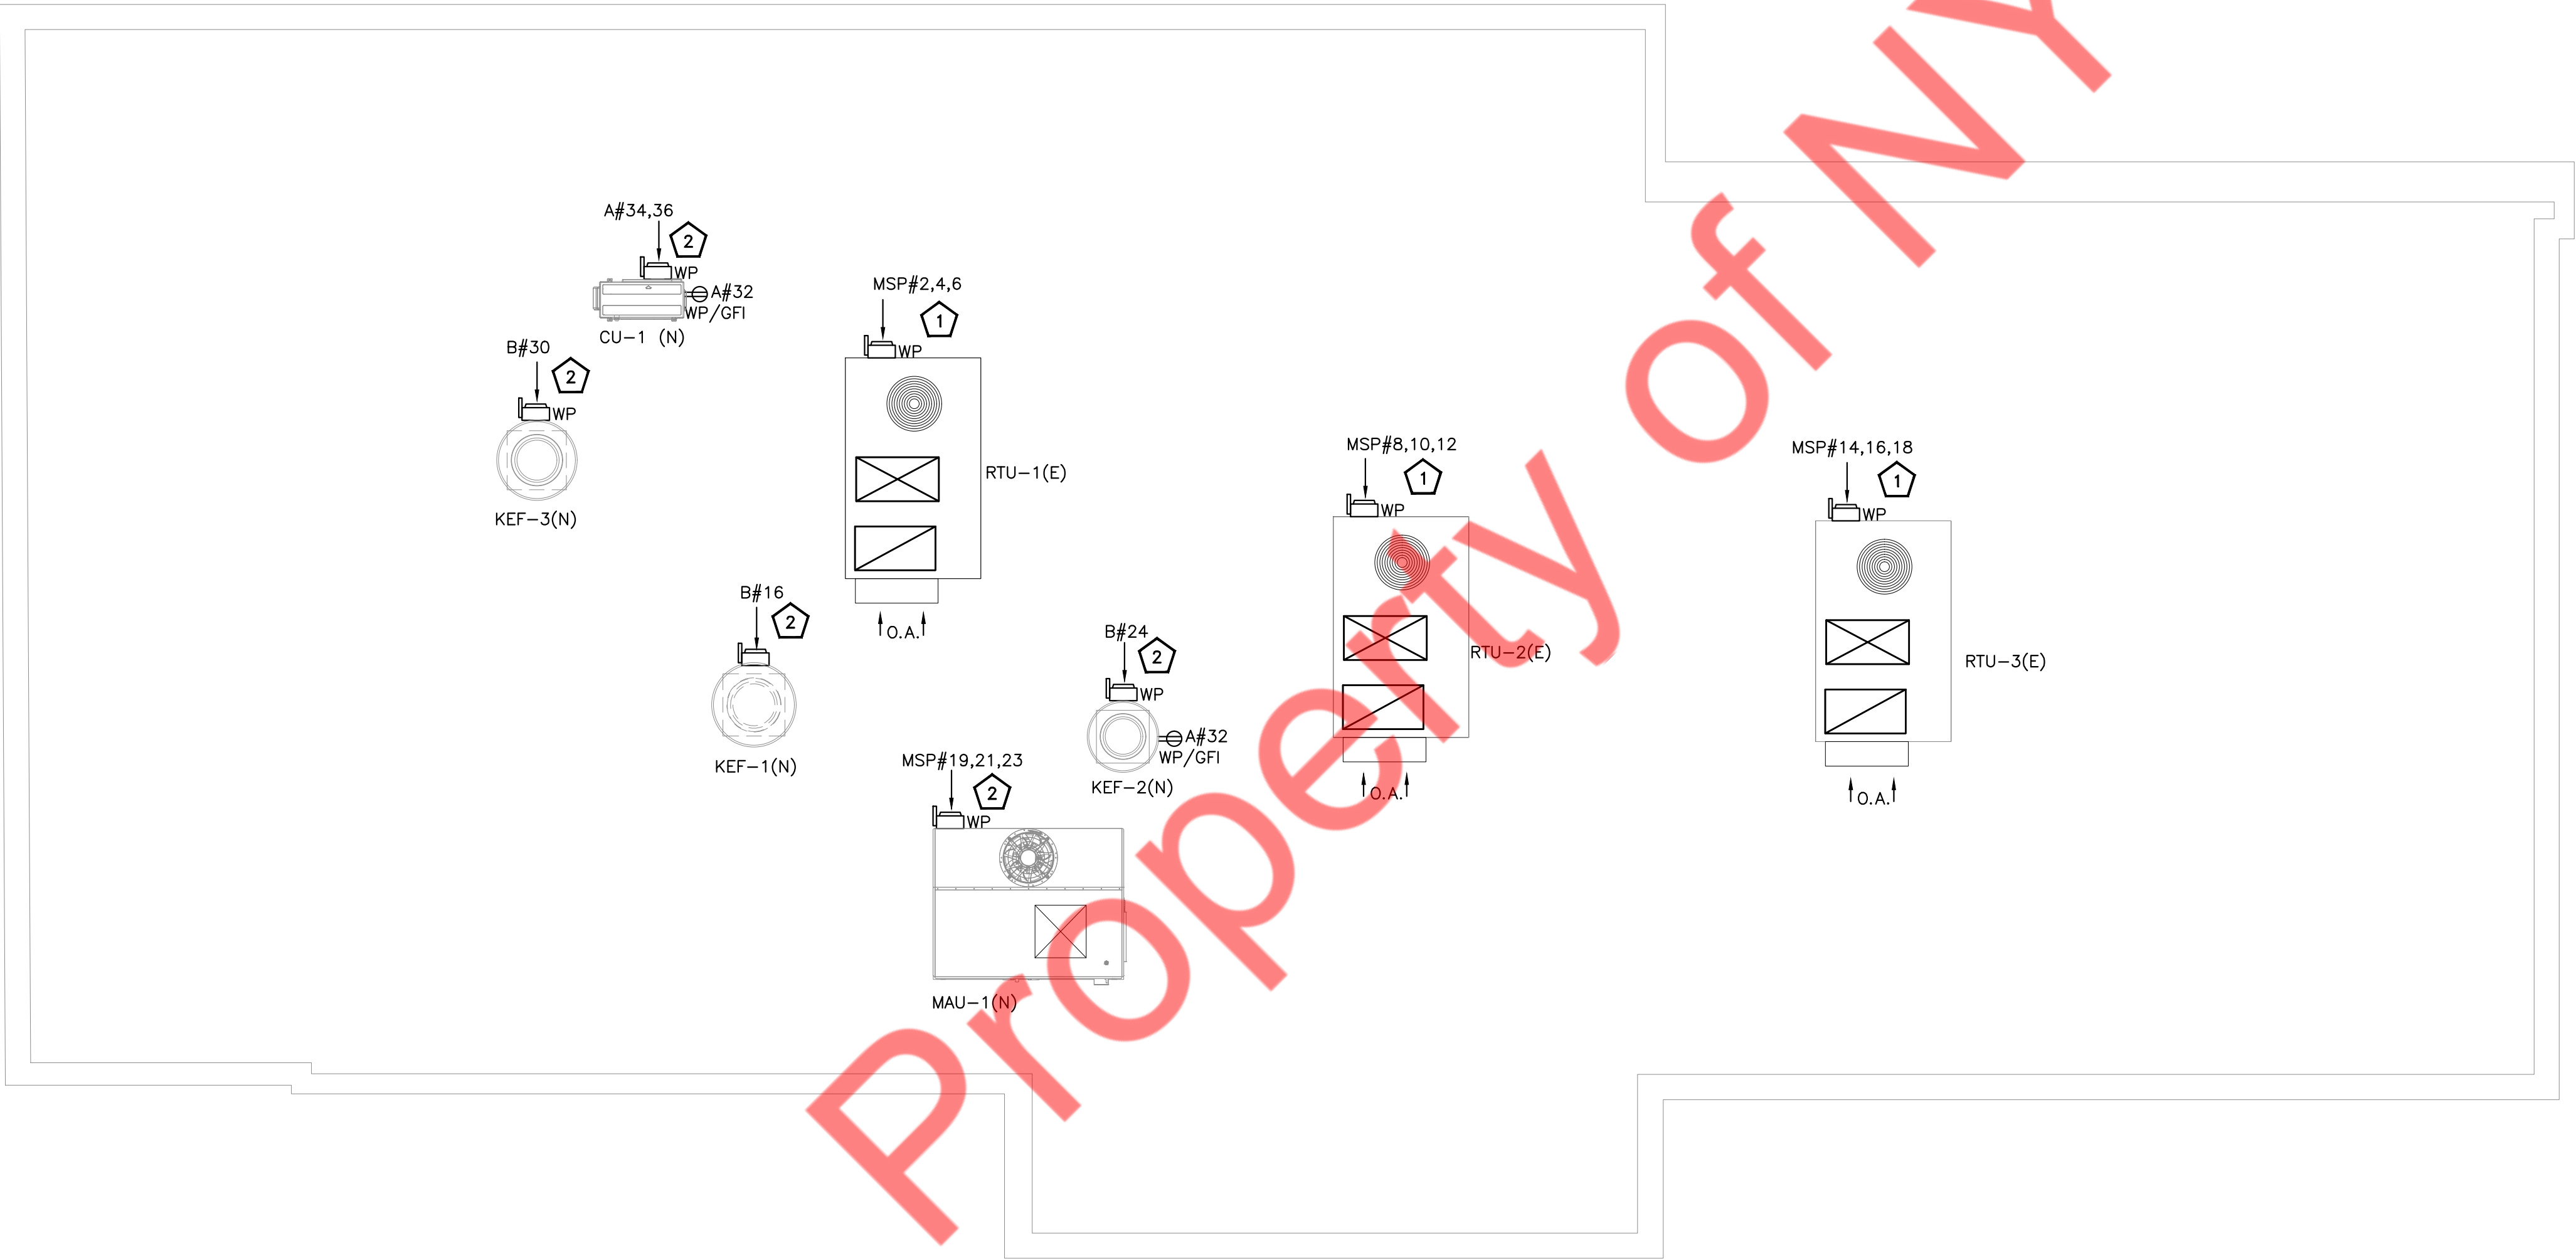 A#34,36
2
WP
A#32
WP/GFI
CU-1 (N)
MSP#2,4,6
1
WP
RTU-1(E)
O.A.
B#30
2
WP
KEF-3(N)
B#16
2
KEF-1(N)
B#24
2
WP
A#32
WP/GFI
KEF-2(N)
MSP#19,21,23
2
WP
MAU-1(N)
MSP#8,10,12
1
WP
RTU-2(E)
O.A.
MSP#14,16,18
1
WP
RTU-3(E)
O.A.
Property of NY